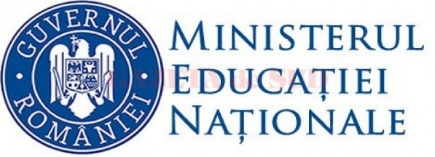 GUVERNUL
ROMÂNIEI
MINISTERUL
EDUCAȚIEI
NAȚIONALE